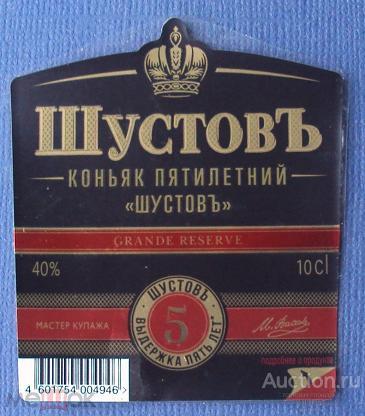 ШустовЪ
КОНЬЯК ПЯТИЛЕТНИЙ
«ШУСТОВЪ»
GRANDE RESERVE
40%
10cl
ШУСТОВЪ
5
ВЫДЕРЖКА ПЯТЬ ЛЕТ
МАСТЕР КУПАЖА
подробнее о продукте
4 601754 004946 >
мешок
Auction.ru